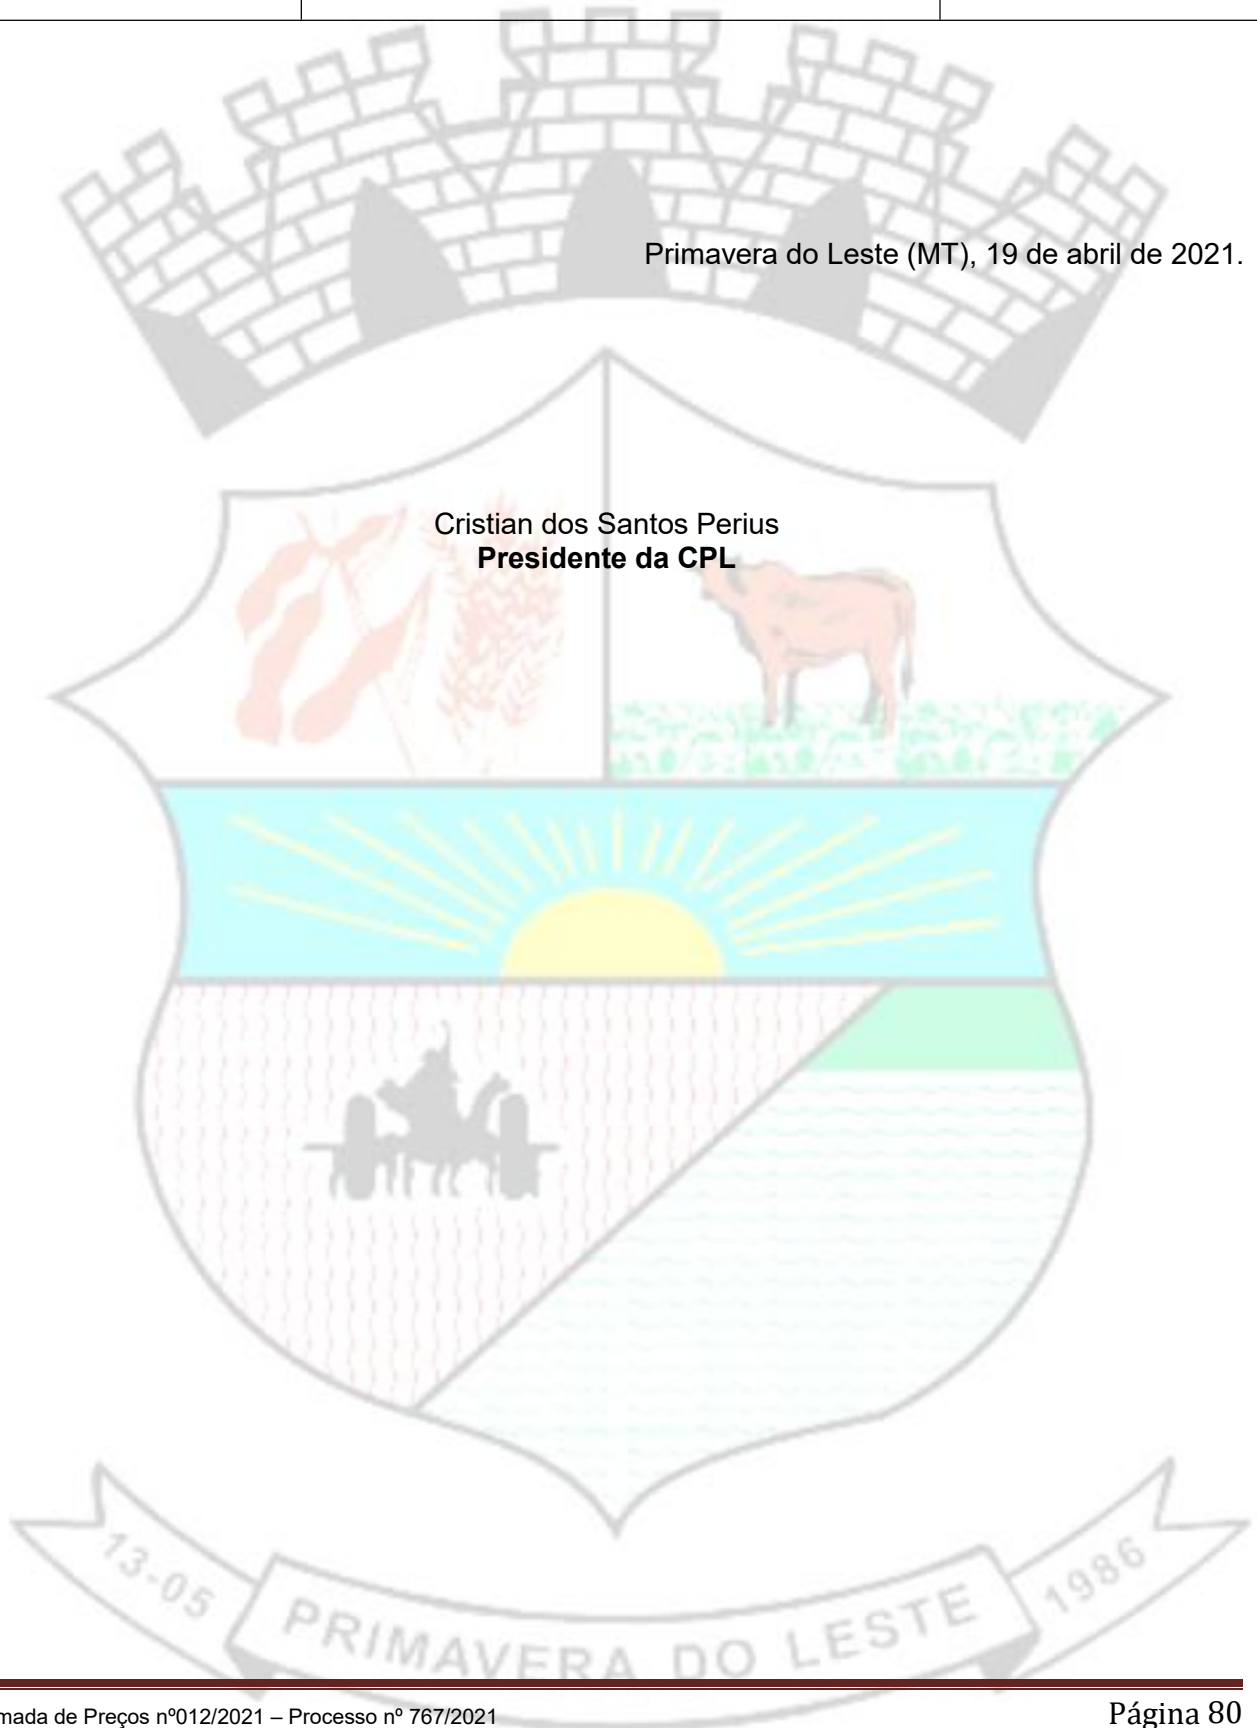 Primavera do Leste (MT), 19 de abril de 2021.
Cristian dos Santos Perius
Presidente da CPL
13-05
PRIMAVERA DO LESTE
1986
mada de Preços nº012/2021 – Processo nº 767/2021
Página 80